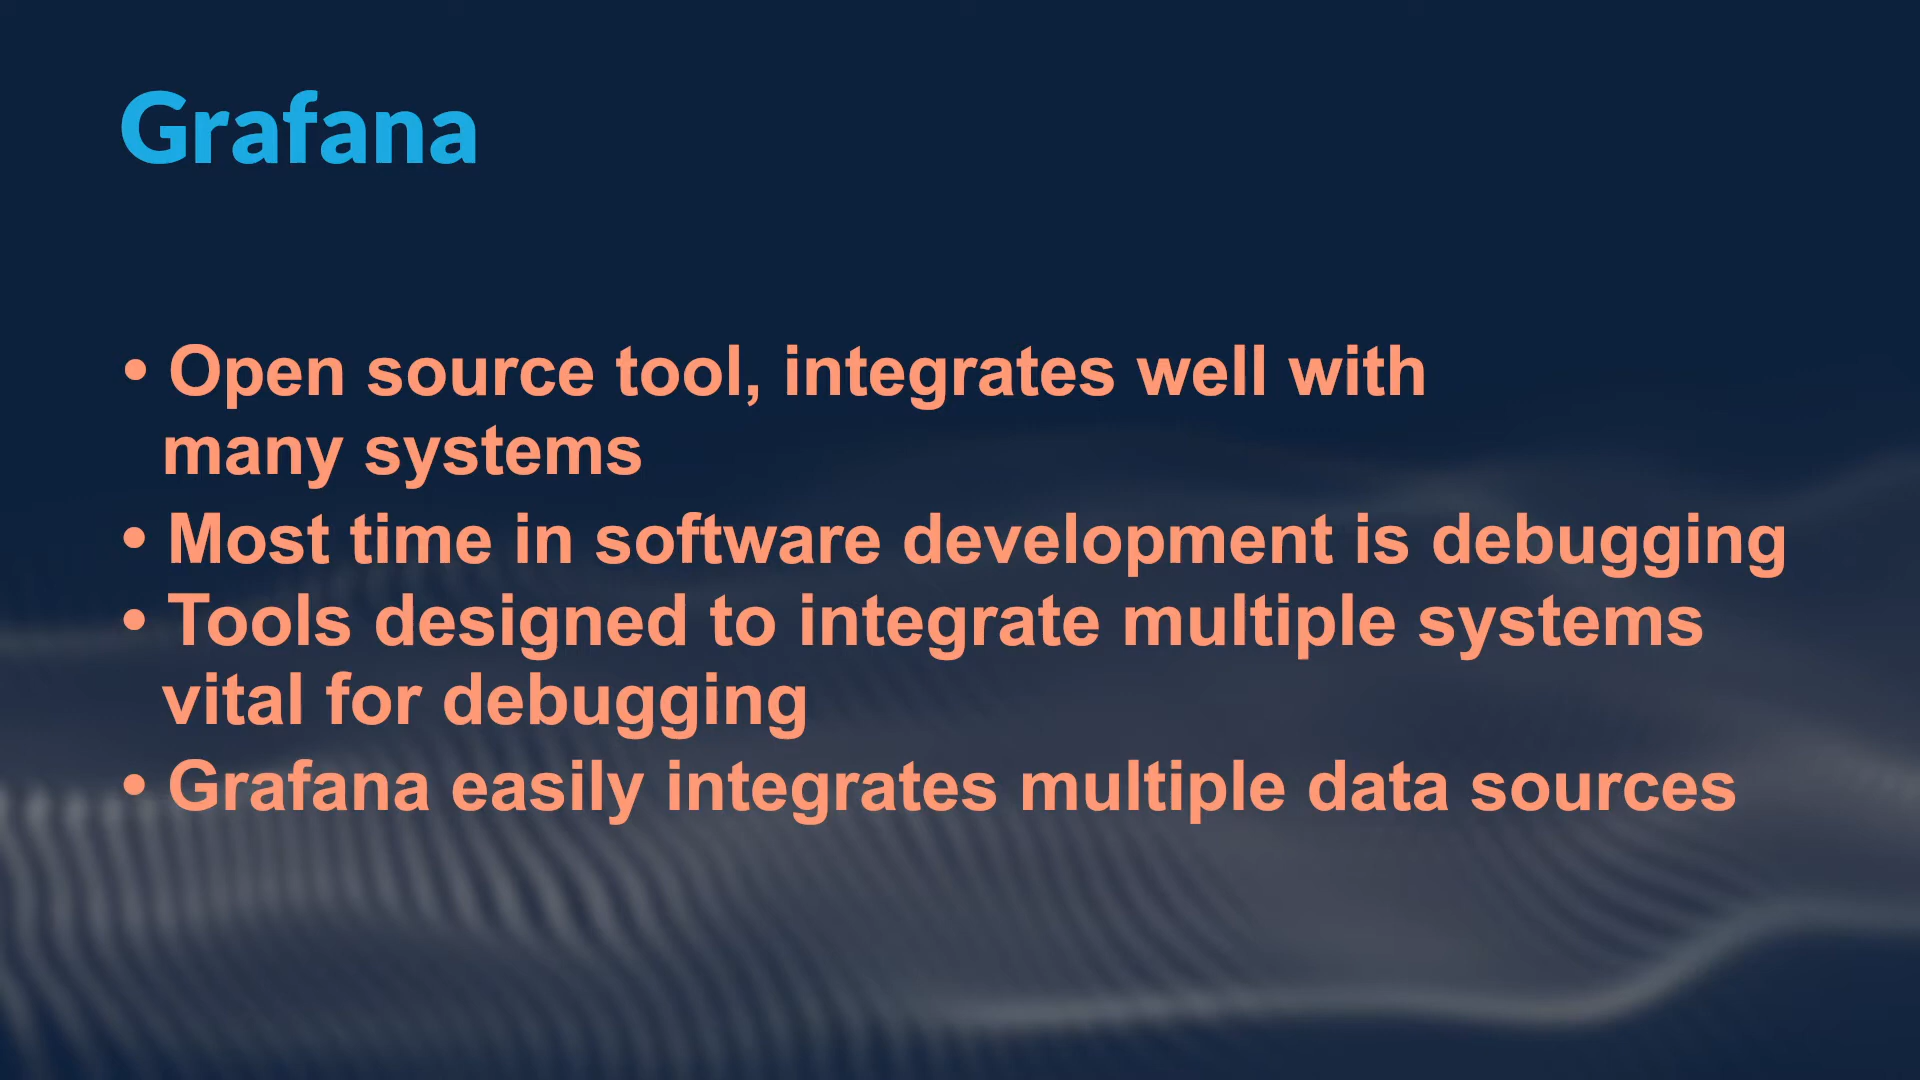 Grafana
• Open source tool, integrates well with
many systems
• Most time in software development is debugging
• Tools designed to integrate multiple systems
vital for debugging
• Grafana easily integrates multiple data sources